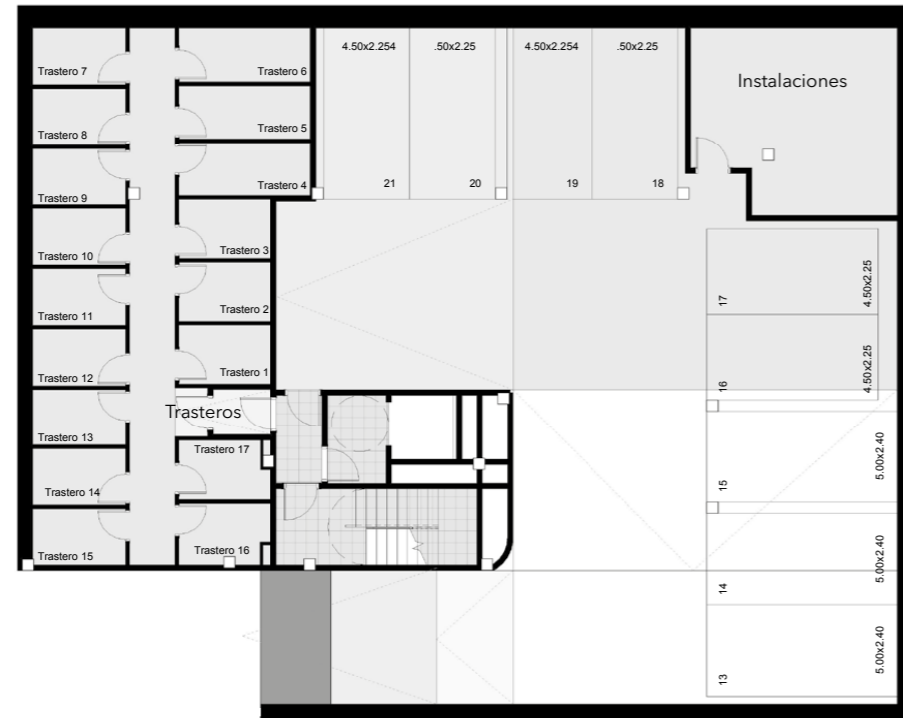 Trastero 7
Trastero 6
4.50x2.254
.50x2.25
4.50x2.254
.50x2.25
Instalaciones
Trastero 8
Trastero 5
Trastero 9
Trastero 4
21
20
19
18
Trastero 10
Trastero 3
Trastero 11
Trastero 2
17
4.50x2.25
Trastero 12
Trastero 1
16
4.50x2.25
Trasteros
Trastero 13
Trastero 17
15
5.00x2.40
Trastero 14
Trastero 15
Trastero 16
14
5.00x2.40
13
5.00x2.40